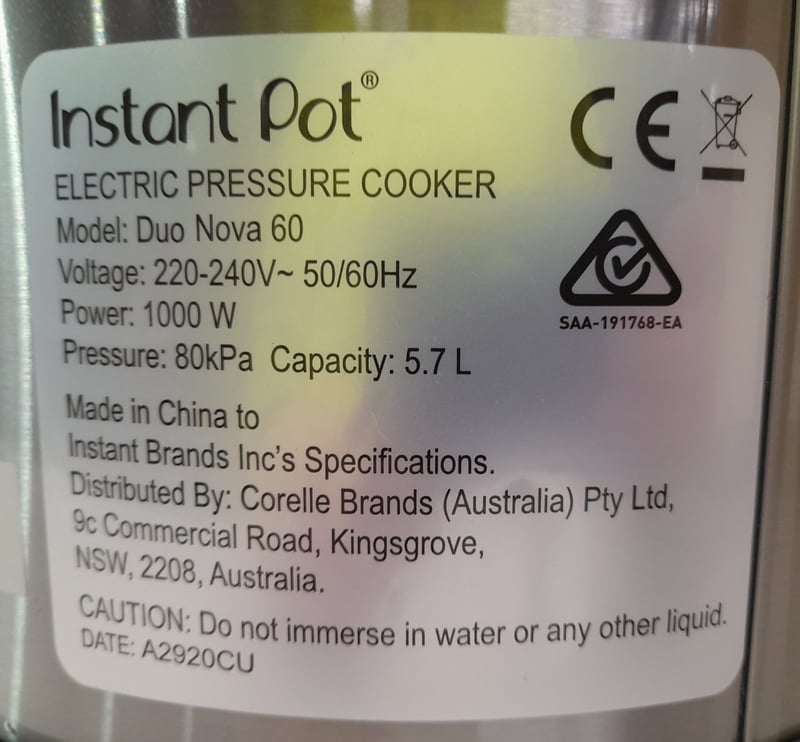 Instant Pot®
CE
ELECTRIC PRESSURE COOKER
Model: Duo Nova 60
Voltage: 220-240V~ 50/60Hz
Power: 1000 W
SAA-191768-EA
Pressure: 80kPa Capacity: 5.7 L
Made in China to
Instant Brands Inc's Specifications.
Distributed By: Corelle Brands (Australia) Pty Ltd,
9c Commercial Road, Kingsgrove,
NSW, 2208, Australia.
CAUTION: Do not immerse in water or any other liquid.
DATE: A2920CU